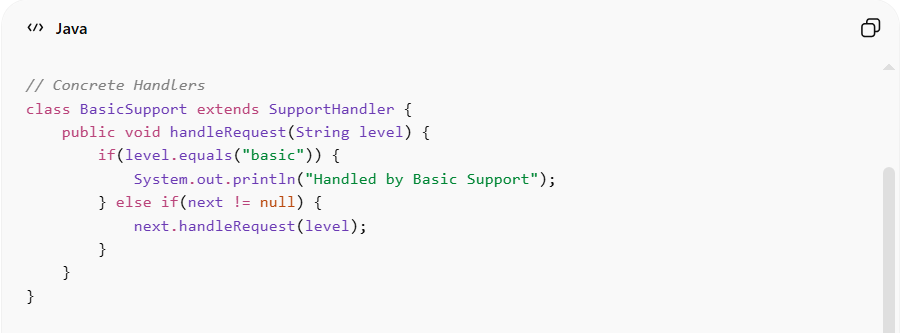 </> Java
// Concrete Handlers
class BasicSupport extends SupportHandler {
    public void handleRequest(String level) {
        if(level.equals("basic")) {
            System.out.println("Handled by Basic Support");
        } else if(next != null) {
            next.handleRequest(level);
        }
    }
}